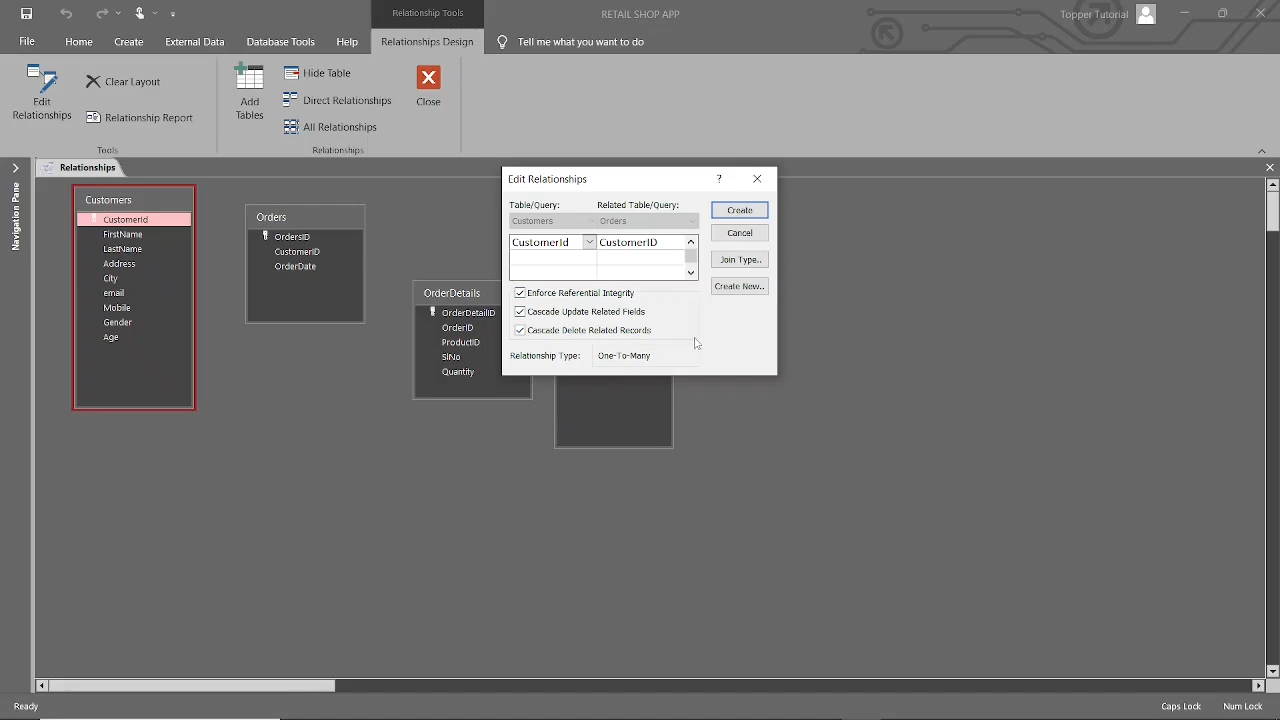 Relationship Tools
RETAIL SHOP APP
Topper Tutorial
File
Home
Create
External Data
Database Tools
Help
Relationships Design
Tell me what you want to do
Edit
Relationships
Clear Layout
Relationship Report
Tools
Add
Tables
Hide Table
Direct Relationships
All Relationships
Close
Relationships
Navigation Pane
Relationships
Customers
CustomerId
FirstName
LastName
Address
City
email
Mobile
Gender
Age
Orders
OrdersID
CustomerID
OrderDate
OrderDetails
OrderDetailID
OrderID
ProductID
SlNo
Quantity
Edit Relationships
?
Table/Query:
Related Table/Query:
Customers
Orders
CustomerId
CustomerID
Enforce Referential Integrity
Cascade Update Related Fields
Cascade Delete Related Records
Relationship Type:
One-To-Many
Create
Cancel
Join Type..
Create New..
Ready
Caps Lock
Num Lock